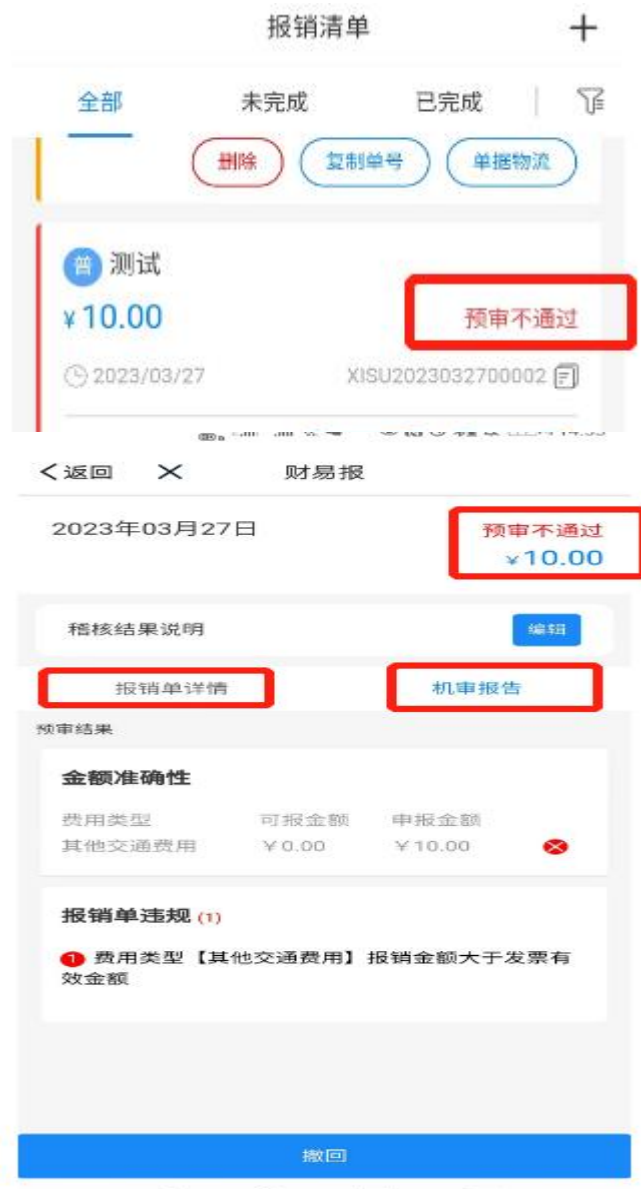 报销清单 +
全部 未完成 已完成
删除 复制单号 单据物流
普 测试
¥10.00 预审不通过
2023/03/27 XISU2023032700002
<返回 × 财易报
2023年03月27日 预审不通过
¥10.00
稽核结果说明 编辑
报销单详情 机审报告
预审结果
金额准确性
费用类型 可报金额 申报金额
其他交通费用 ¥0.00 ¥10.00
报销单违规 (1)
1 费用类型【其他交通费用】报销金额大于发票有
效金额
撤回